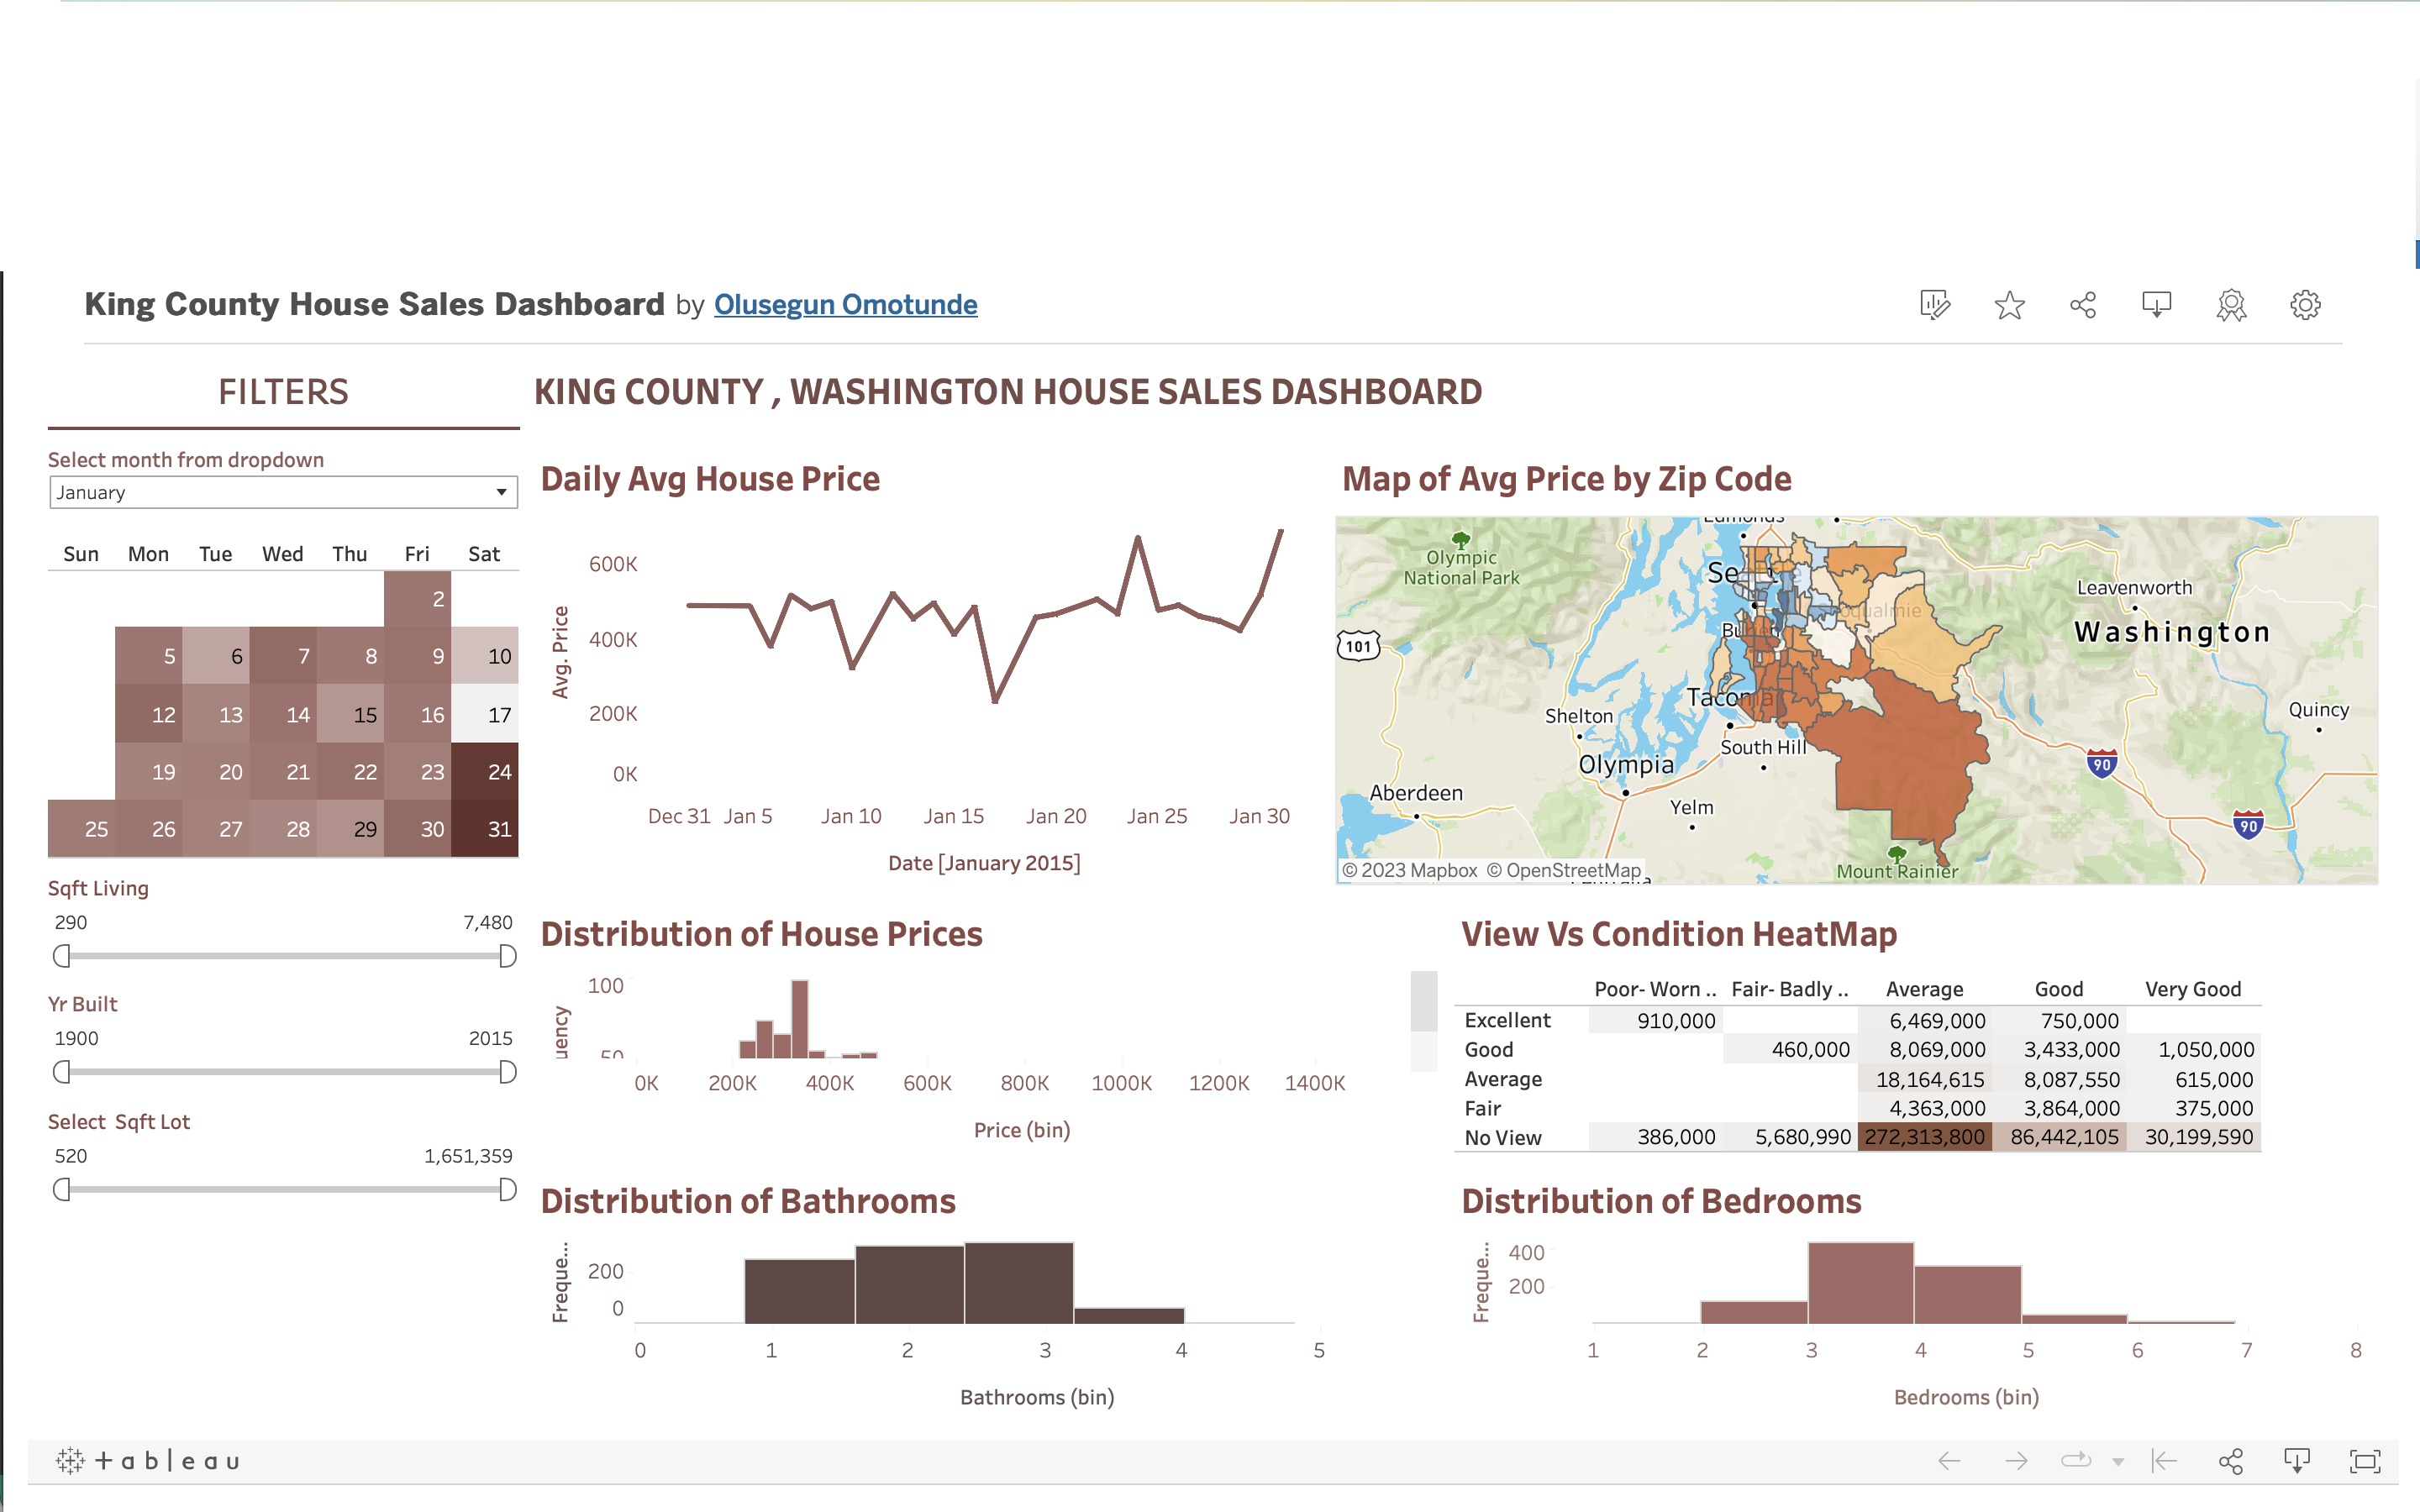 King County House Sales Dashboard by Olusegun Omotunde
FILTERS
Select month from dropdown
January
Sun Mon Tue Wed Thu Fri Sat
2
5 6 7 8 9 10
12 13 14 15 16 17
19 20 21 22 23 24
25 26 27 28 29 30 31
Sqft Living
290 7,480
Yr Built
1900 2015
Select Sqft Lot
520 1,651,359
KING COUNTY , WASHINGTON HOUSE SALES DASHBOARD
Daily Avg House Price
Avg. Price
600K
400K
200K
0K
Dec 31 Jan 5 Jan 10 Jan 15 Jan 20 Jan 25 Jan 30
Date [January 2015]
Map of Avg Price by Zip Code
Edmonds
Olympic
National Park
Leavenworth
Washington
101
Tacoma
Shelton
Quincy
South Hill
Olympia
90
Aberdeen
Yelm
90
Mount Rainier
© 2023 Mapbox © OpenStreetMap
Distribution of House Prices
uency
100
50
0K 200K 400K 600K 800K 1000K 1200K 1400K
Price (bin)
View Vs Condition HeatMap
Poor- Worn .. Fair- Badly .. Average Good Very Good
Excellent 910,000 6,469,000 750,000
Good 460,000 8,069,000 3,433,000 1,050,000
Average 18,164,615 8,087,550 615,000
Fair 4,363,000 3,864,000 375,000
No View 386,000 5,680,990 272,313,800 86,442,105 30,199,590
Distribution of Bathrooms
Freque...
200
0
0 1 2 3 4 5
Bathrooms (bin)
Distribution of Bedrooms
Freque...
400
200
1 2 3 4 5 6 7 8
Bedrooms (bin)
+ableau